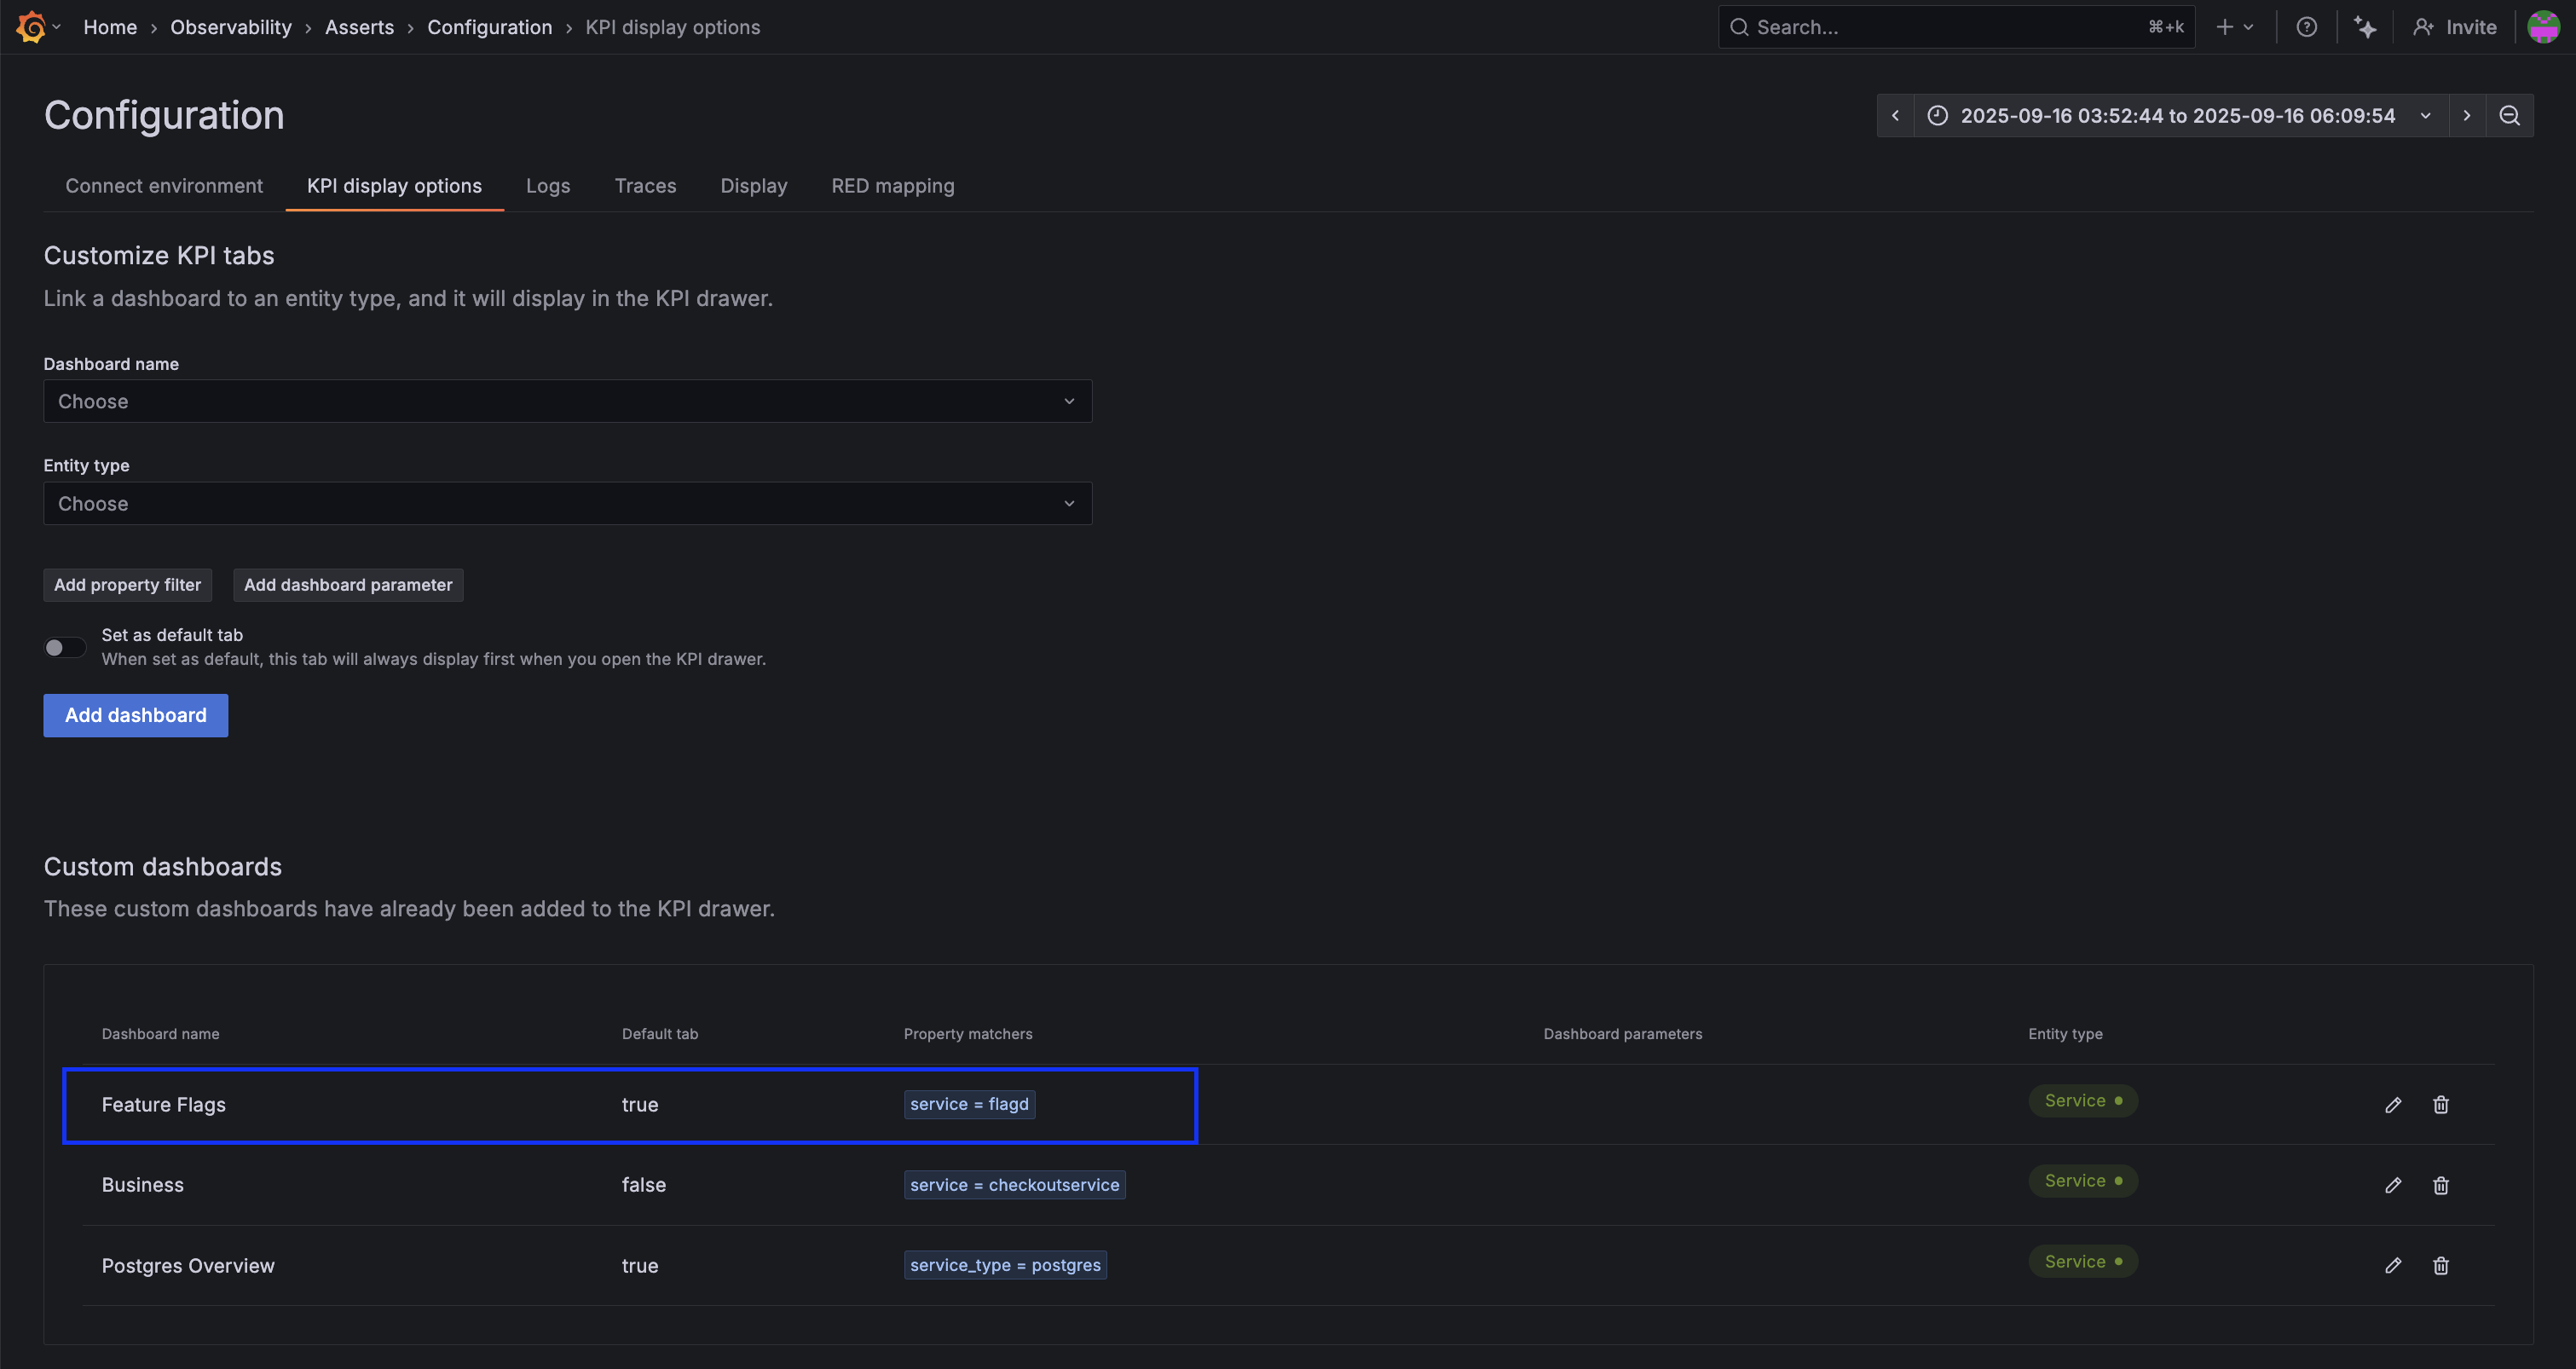 Home › Observability › Asserts › Configuration › KPI display options
Search... ⌘+k
Invite
Configuration
2025-09-16 03:52:44 to 2025-09-16 06:09:54
Connect environment KPI display options Logs Traces Display RED mapping
Customize KPI tabs
Link a dashboard to an entity type, and it will display in the KPI drawer.
Dashboard name
Choose
Entity type
Choose
Add property filter Add dashboard parameter
Set as default tab
When set as default, this tab will always display first when you open the KPI drawer.
Add dashboard
Custom dashboards
These custom dashboards have already been added to the KPI drawer.
Dashboard name Default tab Property matchers Dashboard parameters Entity type
Feature Flags true service = flagd Service
Business false service = checkoutservice Service
Postgres Overview true service_type = postgres Service